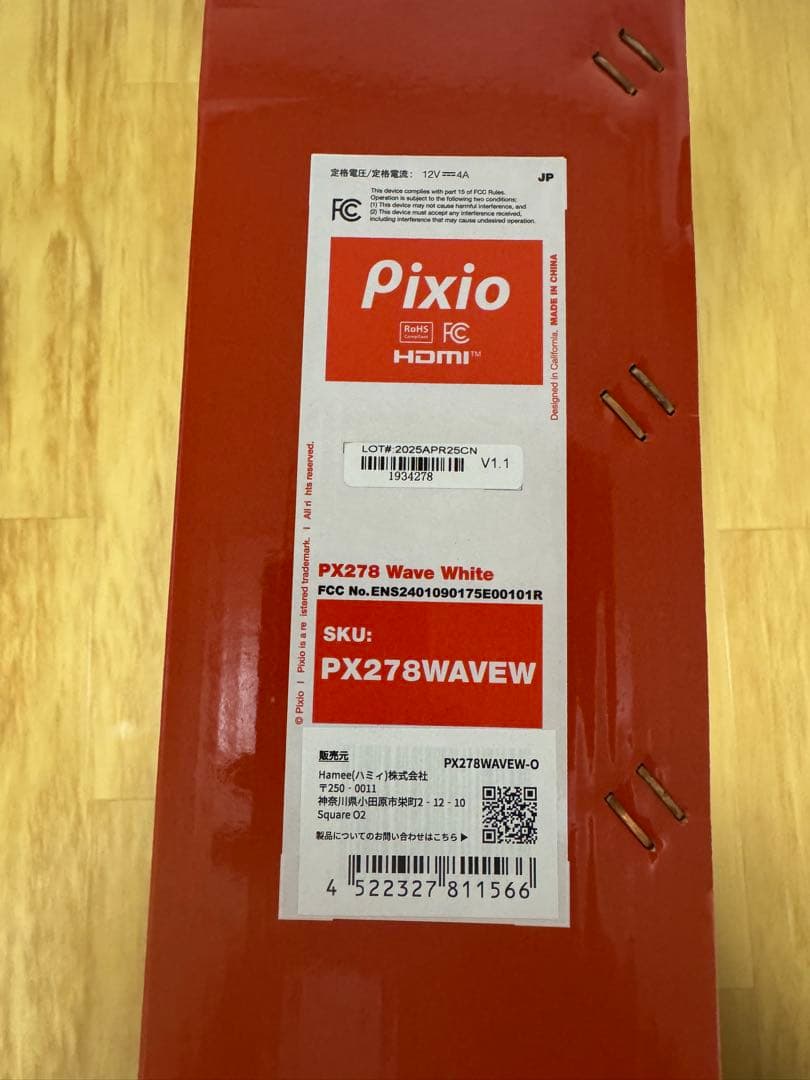 定格電圧/定格電流： 12V⎓4A
JP
FC
This device complies with part 15 of FCC Rules.
Operation is subject to the following two conditions:
(1) This device may not cause harmful interference, and
(2) This device must accept any interference received,
including interference that may cause undesired operation.
Pixio
RoHS
Compliant
FC
HDMI™
Designed in California. MADE IN CHINA
LOT#:2025APR25CN
1934278
V1.1
© Pixio I Pixio is a re istered trademark. I All ri hts reserved.
PX278 Wave White
FCC No.ENS2401090175E00101R
SKU:
PX278WAVEW
販売元
PX278WAVEW-O
Hamee(ハミィ)株式会社
〒250‐0011
神奈川県小田原市栄町2‐12‐10
Square O2
製品についてのお問い合わせはこちら▶
4 522327 811566